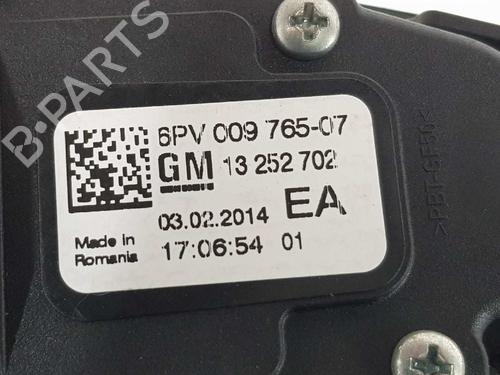 B-PARTS
6PV 009 765-07
GM 13 252 702
03.02.2014 EA
Made in
Romania
17:06:54 01
>PBT-GF50<